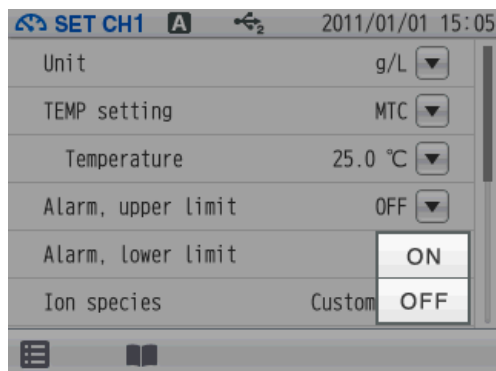 SET CH1 A 2 2011/01/01 15:05
Unit g/L
TEMP setting MTC
Temperature 25.0 ℃
Alarm, upper limit OFF
Alarm, lower limit ON
Ion species Custom OFF